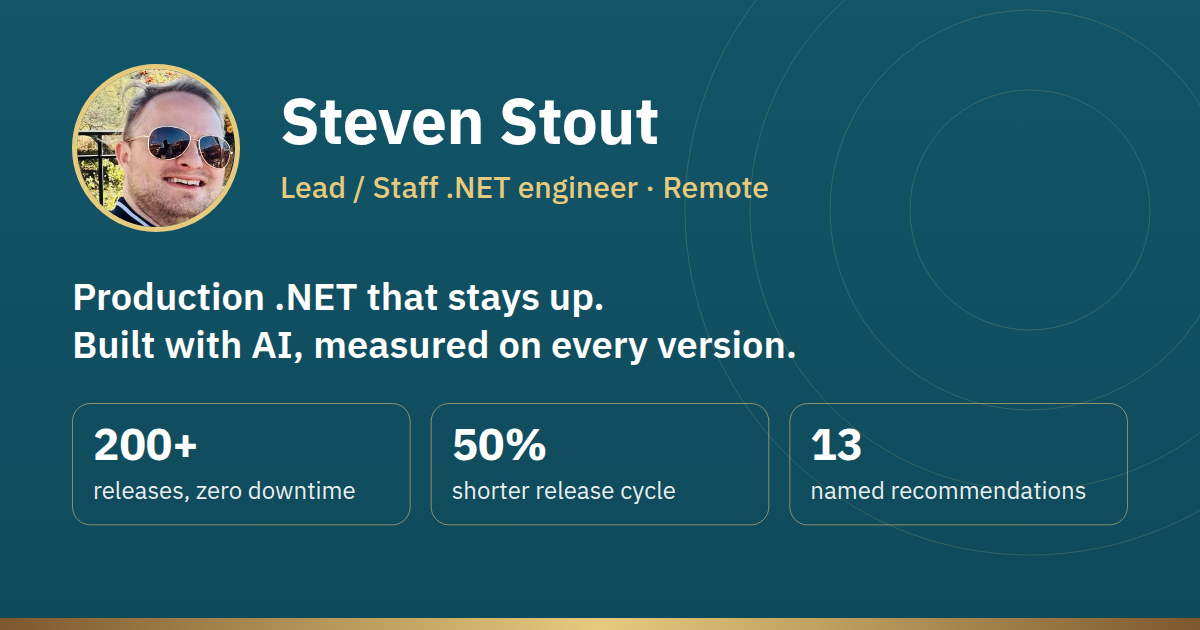 Steven Stout
Lead / Staff .NET engineer · Remote
Production .NET that stays up.
Built with AI, measured on every version.
200+
releases, zero downtime
50%
shorter release cycle
13
named recommendations